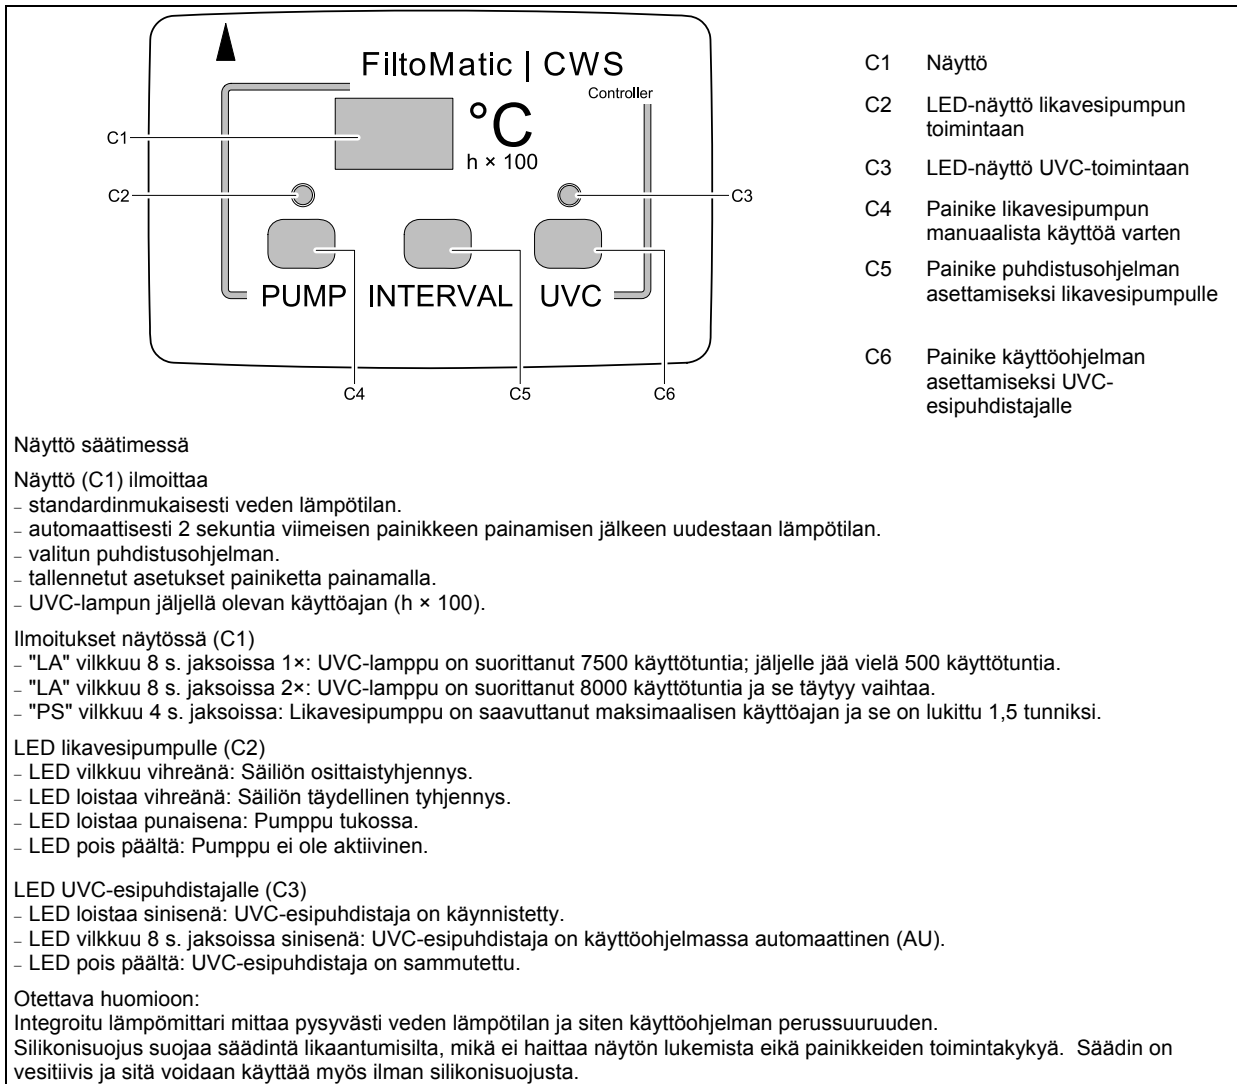 FiltoMatic | CWS
Controller
°C
h × 100
C1
C2
C3
PUMP INTERVAL UVC
C4
C5
C6
C1 Näyttö
C2 LED-näyttö likavesipumpun
toimintaan
C3 LED-näyttö UVC-toimintaan
C4 Painike likavesipumpun
manuaalista käyttöä varten
C5 Painike puhdistusohjelman
asettamiseksi likavesipumpulle
C6 Painike käyttöohjelman
asettamiseksi UVC-
esipuhdistajalle
Näyttö säätimessä
Näyttö (C1) ilmoittaa
− standardinmukaisesti veden lämpötilan.
− automaattisesti 2 sekuntia viimeisen painikkeen painamisen jälkeen uudestaan lämpötilan.
− valitun puhdistusohjelman.
− tallennetut asetukset painiketta painamalla.
− UVC-lampun jäljellä olevan käyttöajan (h × 100).
Ilmoitukset näytössä (C1)
− "LA" vilkkuu 8 s. jaksoissa 1×: UVC-lamppu on suorittanut 7500 käyttötuntia; jäljelle jää vielä 500 käyttötuntia.
− "LA" vilkkuu 8 s. jaksoissa 2×: UVC-lamppu on suorittanut 8000 käyttötuntia ja se täytyy vaihtaa.
− "PS" vilkkuu 4 s. jaksoissa: Likavesipumppu on saavuttanut maksimaalisen käyttöajan ja se on lukittu 1,5 tunniksi.
LED likavesipumpulle (C2)
− LED vilkkuu vihreänä: Säiliön osittaistyhjennys.
− LED loistaa vihreänä: Säiliön täydellinen tyhjennys.
− LED loistaa punaisena: Pumppu tukossa.
− LED pois päältä: Pumppu ei ole aktiivinen.
LED UVC-esipuhdistajalle (C3)
− LED loistaa sinisenä: UVC-esipuhdistaja on käynnistetty.
− LED vilkkuu 8 s. jaksoissa sinisenä: UVC-esipuhdistaja on käyttöohjelmassa automaattinen (AU).
− LED pois päältä: UVC-esipuhdistaja on sammutettu.
Otettava huomioon:
Integroitu lämpömittari mittaa pysyvästi veden lämpötilan ja siten käyttöohjelman perussuuruuden.
Silikonisuojus suojaa säädintä likaantumisilta, mikä ei haittaa näytön lukemista eikä painikkeiden toimintakykyä. Säädin on
vesitiivis ja sitä voidaan käyttää myös ilman silikonisuojusta.